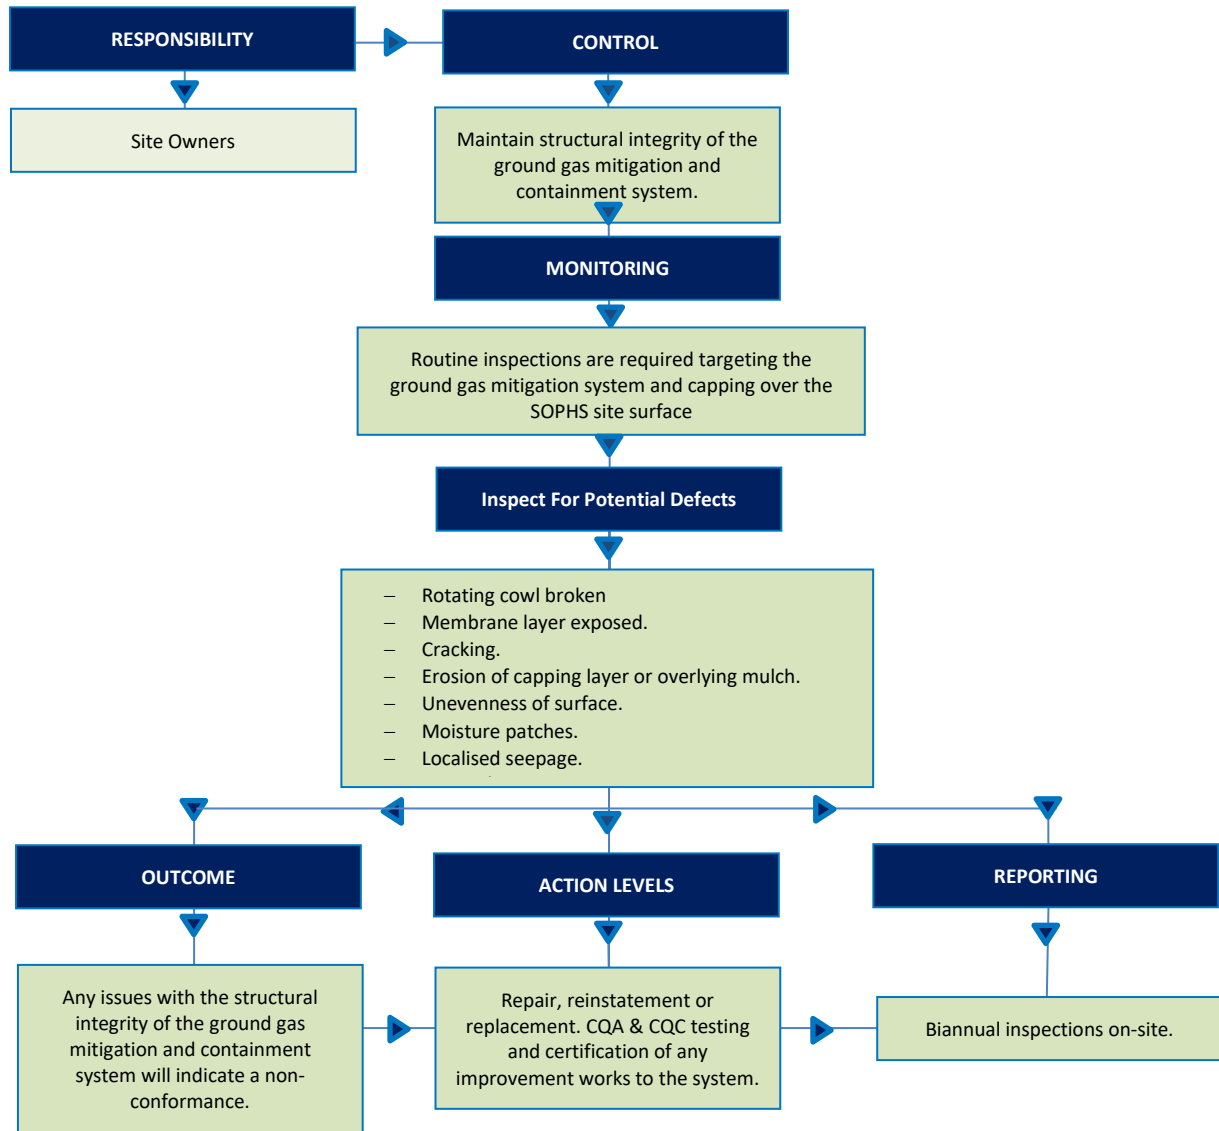 RESPONSIBILITY
CONTROL
Site Owners
Maintain structural integrity of the
ground gas mitigation and
containment system.
MONITORING
Routine inspections are required targeting the
ground gas mitigation system and capping over the
SOPHS site surface
Inspect For Potential Defects
– Rotating cowl broken
– Membrane layer exposed.
– Cracking.
– Erosion of capping layer or overlying mulch.
– Unevenness of surface.
– Moisture patches.
– Localised seepage.
OUTCOME
ACTION LEVELS
REPORTING
Any issues with the structural
integrity of the ground gas
mitigation and containment
system will indicate a non-
conformance.
Repair, reinstatement or
replacement. CQA & CQC testing
and certification of any
improvement works to the system.
Biannual inspections on-site.